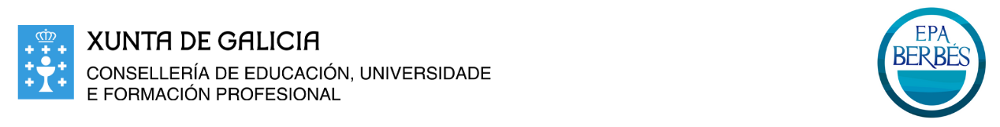 XUNTA DE GALICIA
CONSELLERÍA DE EDUCACIÓN, UNIVERSIDADE
E FORMACIÓN PROFESIONAL
EPA
BERBÉS